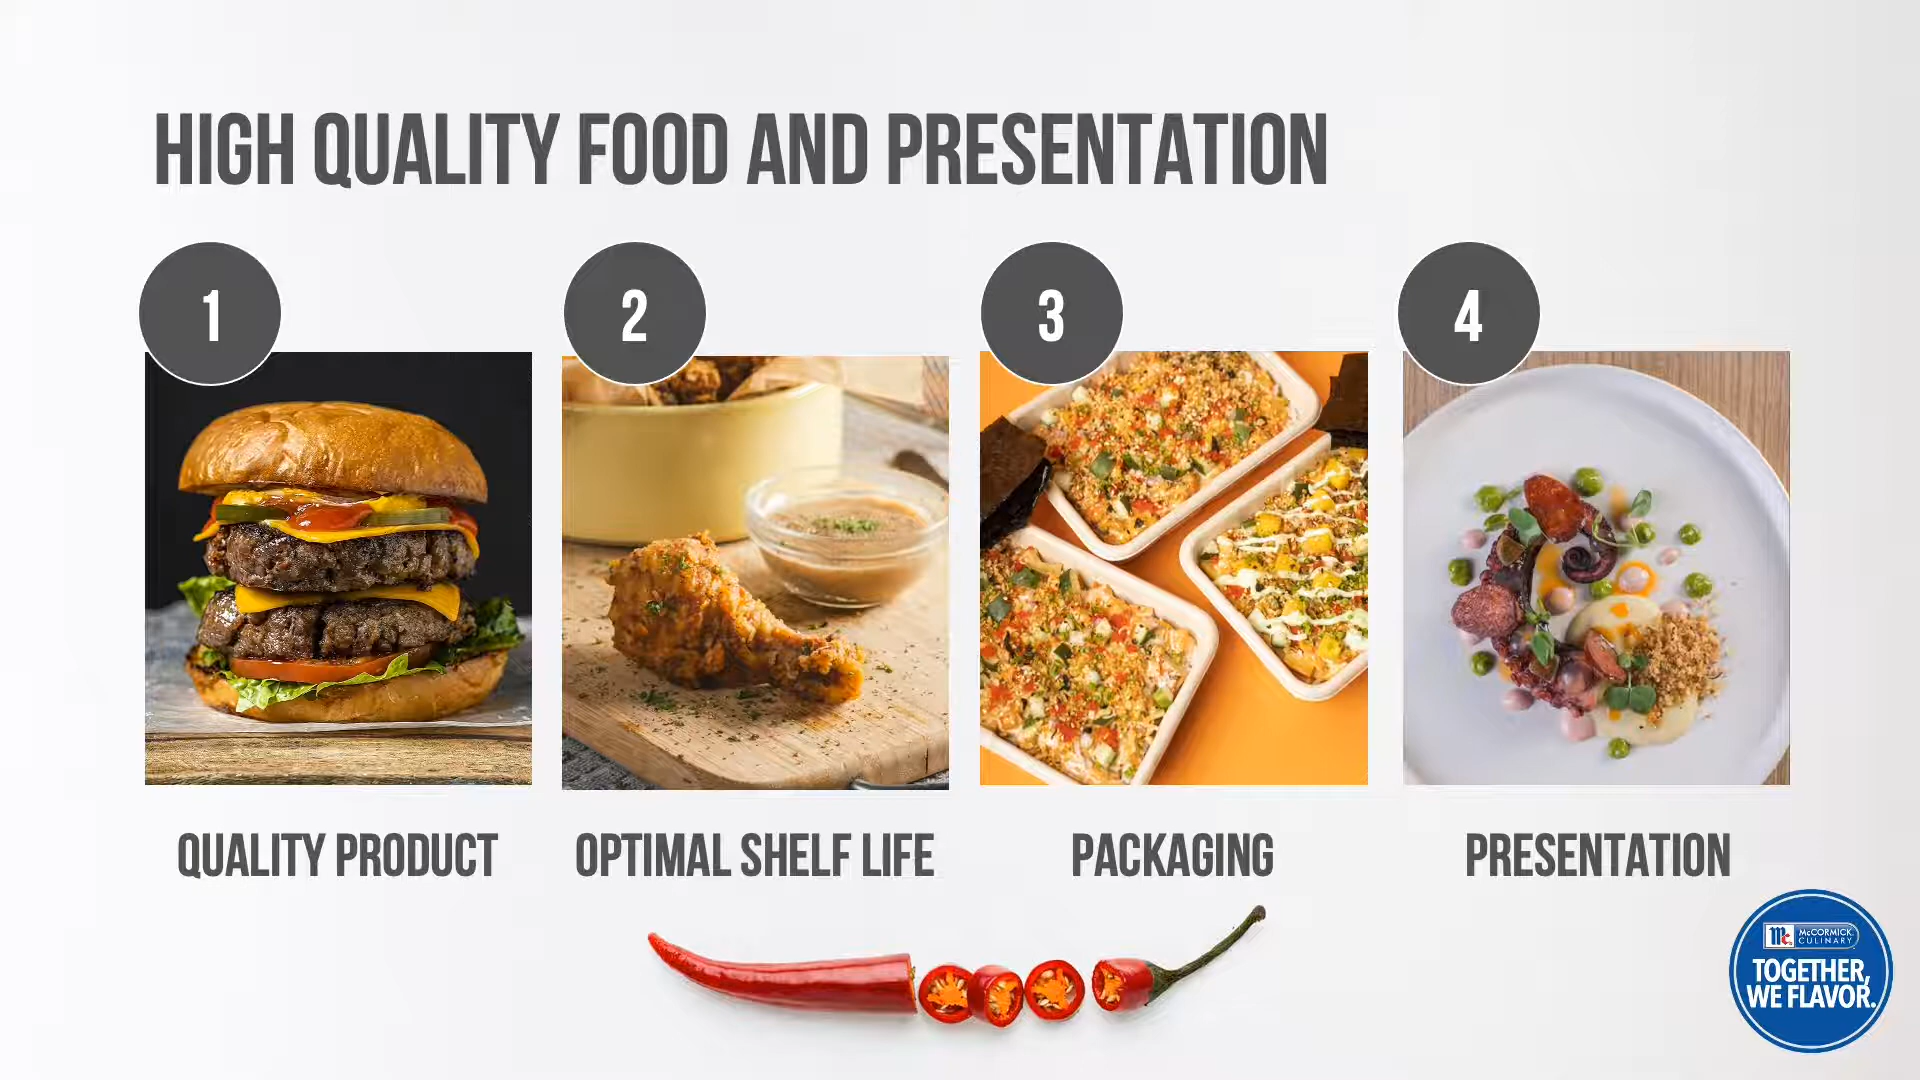 HIGH QUALITY FOOD AND PRESENTATION
1
2
3
4
QUALITY PRODUCT
OPTIMAL SHELF LIFE
PACKAGING
PRESENTATION
Mc McCORMICK
CULINARY
TOGETHER,
WE FLAVOR.